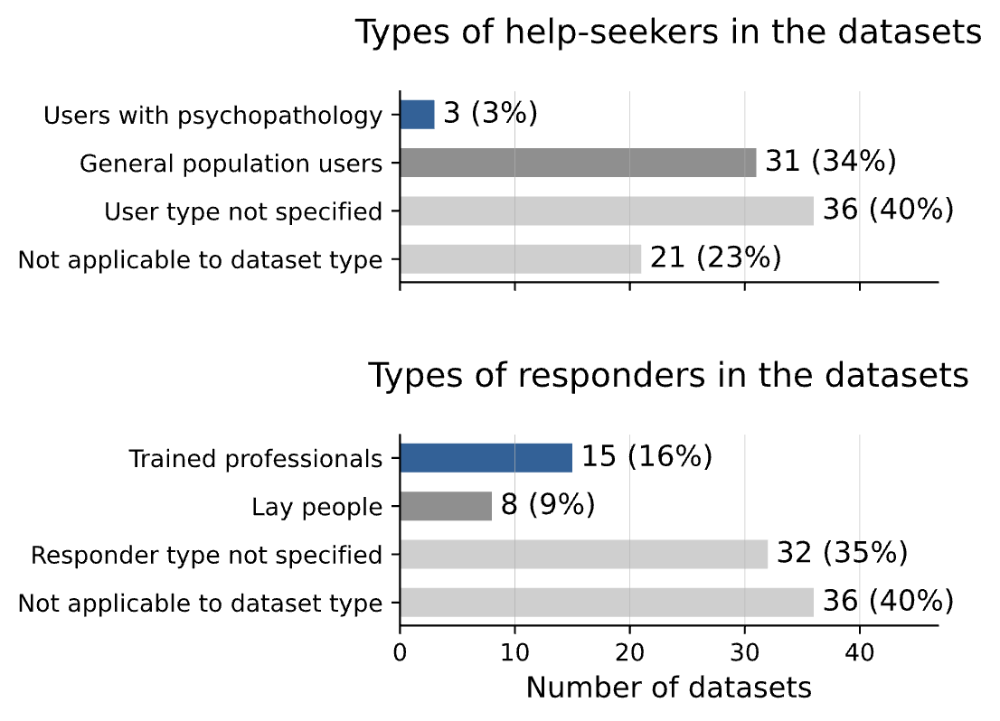 Types of help-seekers in the datasets
Users with psychopathology 3 (3%)
General population users 31 (34%)
User type not specified 36 (40%)
Not applicable to dataset type 21 (23%)
Types of responders in the datasets
Trained professionals 15 (16%)
Lay people 8 (9%)
Responder type not specified 32 (35%)
Not applicable to dataset type 36 (40%)
0 10 20 30 40
Number of datasets